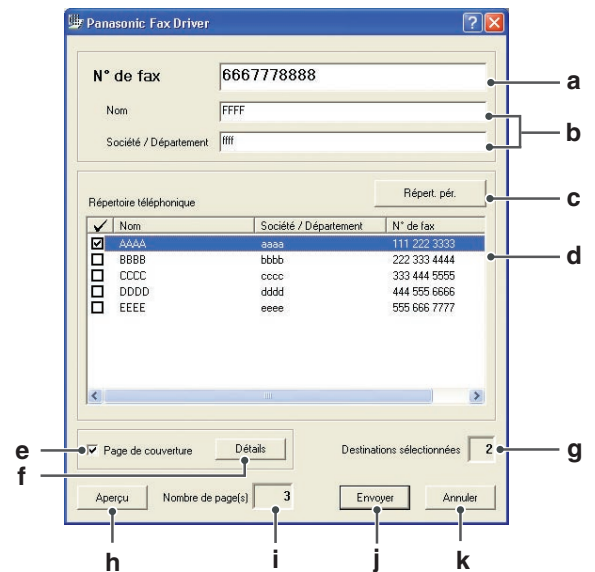 Panasonic Fax Driver
N° de fax 6667778888 a
Nom FFFF
Société / Département ffff b
Répert. pér. c
Répertoire téléphonique
Nom Société / Département N° de fax
AAAA aaaa 111 222 3333 d
BBBB bbbb 222 333 4444
CCCC cccc 333 444 5555
DDDD dddd 444 555 6666
EEEE eeee 555 666 7777
e Page de couverture Détails Destinations sélectionnées 2 g
f
Aperçu Nombre de page(s) 3 Envoyer Annuler
h i j k